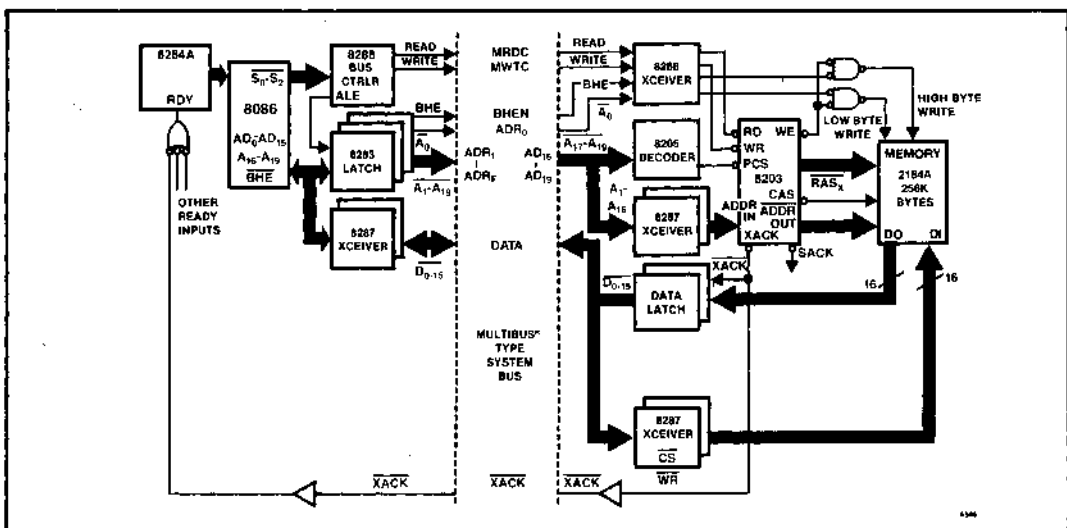 8284A
RDY
OTHER
READY
INPUTS
S0-S2
8086
AD0-AD15
A16-A19
BHE
8288
BUS
CTRLR
ALE
READ
WRITE
BHE
A0
8283
LATCH
A1-A19
8287
XCEIVER
D0-15
MRDC
MWTC
BHEN
ADR0
ADR1
ADRF
DATA
MULTIBUS*
TYPE
SYSTEM
BUS
XACK
XACK
XACK
AD16
AD19
READ
WRITE
BHE
A0
A17-A19
A1-
A16
D0-15
XCEIVER
8205
DECODER
8287
XCEIVER
XACK
DATA
LATCH
8287
XCEIVER
CS
WR
RD
WE
WR
PCS
8203
CAS
ADDR
IN
ADDR
OUT
XACK
SACK
RASX
HIGH BYTE
WRITE
LOW BYTE
WRITE
MEMORY
2164A
256K
BYTES
DO
DI
16
16